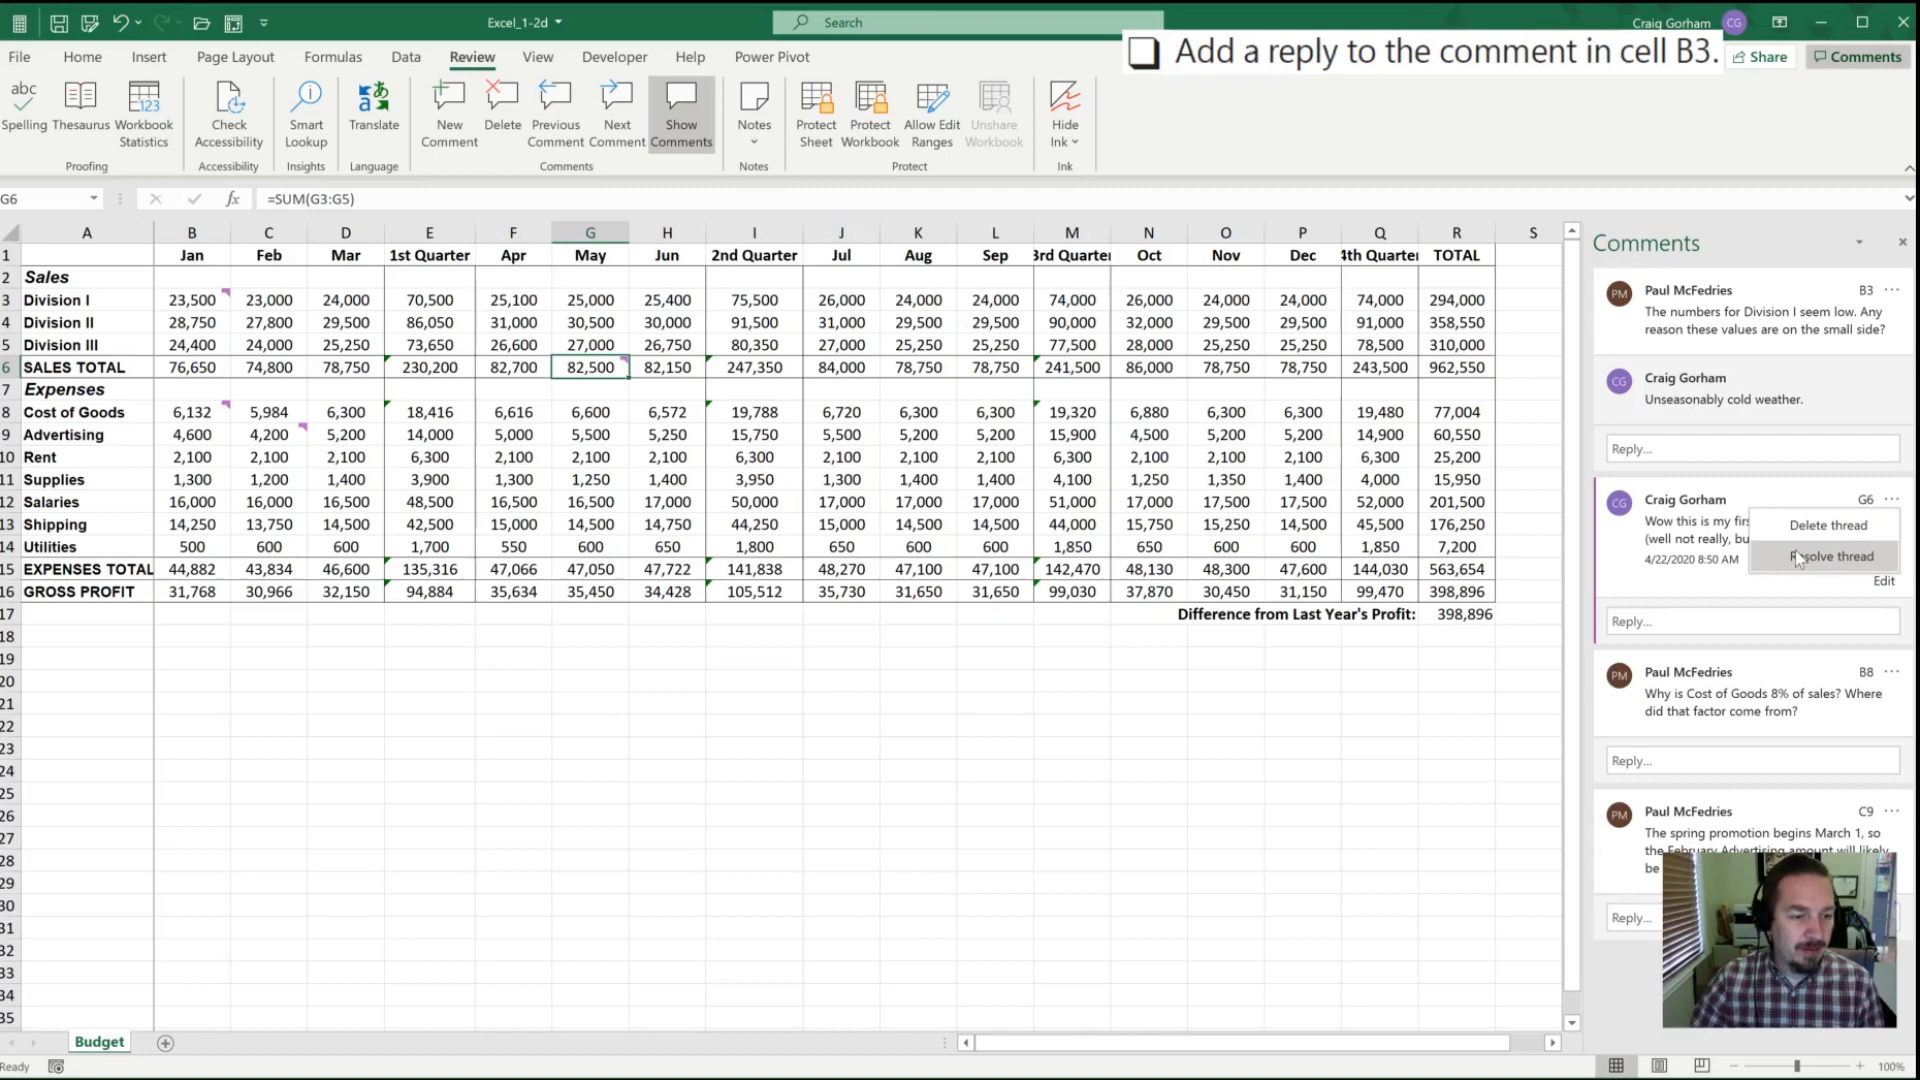 Excel_1-2d
Search
Craig Gorham
CG
Add a reply to the comment in cell B3.
File Home Insert Page Layout Formulas Data Review View Developer Help Power Pivot
Share Comments
Spelling Thesaurus Workbook Statistics
Check Accessibility
Smart Lookup
Translate
New Comment Delete Previous Comment Next Comment Show Comments
Notes
Protect Sheet Protect Workbook Allow Edit Ranges Unshare Workbook
Hide Ink
Proofing Accessibility Insights Language Comments Notes Protect Ink
G6 fx =SUM(G3:G5)
A B C D E F G H I J K L M N O P Q R S
1 Jan Feb Mar 1st Quarter Apr May Jun 2nd Quarter Jul Aug Sep 3rd Quarter Oct Nov Dec 4th Quarter TOTAL
2 Sales
3 Division I 23,500 23,000 24,000 70,500 25,100 25,000 25,400 75,500 26,000 24,000 24,000 74,000 26,000 24,000 24,000 74,000 294,000
4 Division II 28,750 27,800 29,500 86,050 31,000 30,500 30,000 91,500 31,000 29,500 29,500 90,000 32,000 29,500 29,500 91,000 358,550
5 Division III 24,400 24,000 25,250 73,650 26,600 27,000 26,750 80,350 27,000 25,250 25,250 77,500 28,000 25,250 25,250 78,500 310,000
6 SALES TOTAL 76,650 74,800 78,750 230,200 82,700 82,500 82,150 247,350 84,000 78,750 78,750 241,500 86,000 78,750 78,750 243,500 962,550
7 Expenses
8 Cost of Goods 6,132 5,984 6,300 18,416 6,616 6,600 6,572 19,788 6,720 6,300 6,300 19,320 6,880 6,300 6,300 19,480 77,004
9 Advertising 4,600 4,200 5,200 14,000 5,000 5,500 5,250 15,750 5,500 5,200 5,200 15,900 4,500 5,200 5,200 14,900 60,550
10 Rent 2,100 2,100 2,100 6,300 2,100 2,100 2,100 6,300 2,100 2,100 2,100 6,300 2,100 2,100 2,100 6,300 25,200
11 Supplies 1,300 1,200 1,400 3,900 1,300 1,250 1,400 3,950 1,300 1,400 1,400 4,100 1,250 1,350 1,400 4,000 15,950
12 Salaries 16,000 16,000 16,500 48,500 16,500 16,500 17,000 50,000 17,000 17,000 17,000 51,000 17,000 17,500 17,500 52,000 201,500
13 Shipping 14,250 13,750 14,500 42,500 15,000 14,500 14,750 44,250 15,000 14,500 14,500 44,000 15,750 15,250 14,500 45,500 176,250
14 Utilities 500 600 600 1,700 550 600 650 1,800 650 600 600 1,850 650 600 600 1,850 7,200
15 EXPENSES TOTAL 44,882 43,834 46,600 135,316 47,066 47,050 47,722 141,838 48,270 47,100 47,100 142,470 48,130 48,300 47,600 144,030 563,654
16 GROSS PROFIT 31,768 30,966 32,150 94,884 35,634 35,450 34,428 105,512 35,730 31,650 31,650 99,030 37,870 30,450 31,150 99,470 398,896
17 Difference from Last Year's Profit: 398,896
18
19
20
21
22
23
24
25
26
27
28
29
30
31
32
33
34
35
Comments
PM Paul McFedries B3
The numbers for Division I seem low. Any
reason these values are on the small side?
CG Craig Gorham
Unseasonably cold weather.
Reply...
CG Craig Gorham G6
Wow this is my
(well not really,
4/22/2020 8:50 AM
Delete thread
Resolve thread
Edit
Reply...
PM Paul McFedries B8
Why is Cost of Goods 8% of sales? Where
did that factor come from?
Reply...
PM Paul McFedries C9
The spring promotion begins March 1, so
the February Advertising amount will likely
be
Reply...
Budget
Ready
100%